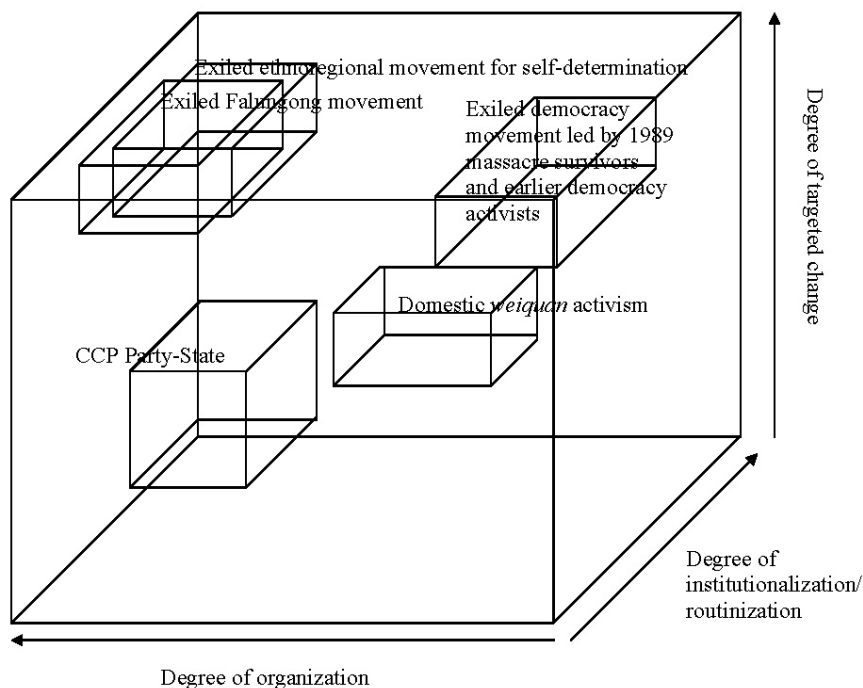 Exiled ethnoregional movement for self-determination
Exiled Falungong movement
Exiled democracy
movement led by 1989
massacre survivors
and earlier democracy
activists
Domestic weiquan activism
CCP Party-State
Degree of targeted change
Degree of
institutionalization/
routinization
Degree of organization